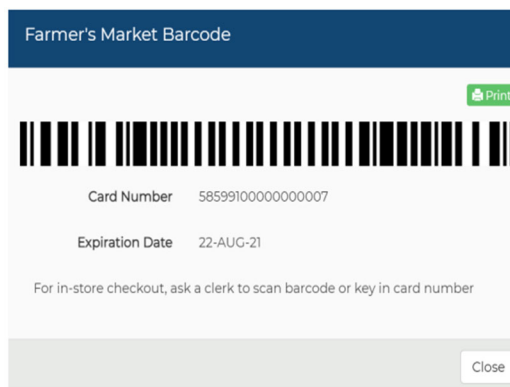 Farmer's Market Barcode
Print
Card Number 58599100000000007
Expiration Date 22-AUG-21
For in-store checkout, ask a clerk to scan barcode or key in card number
Close